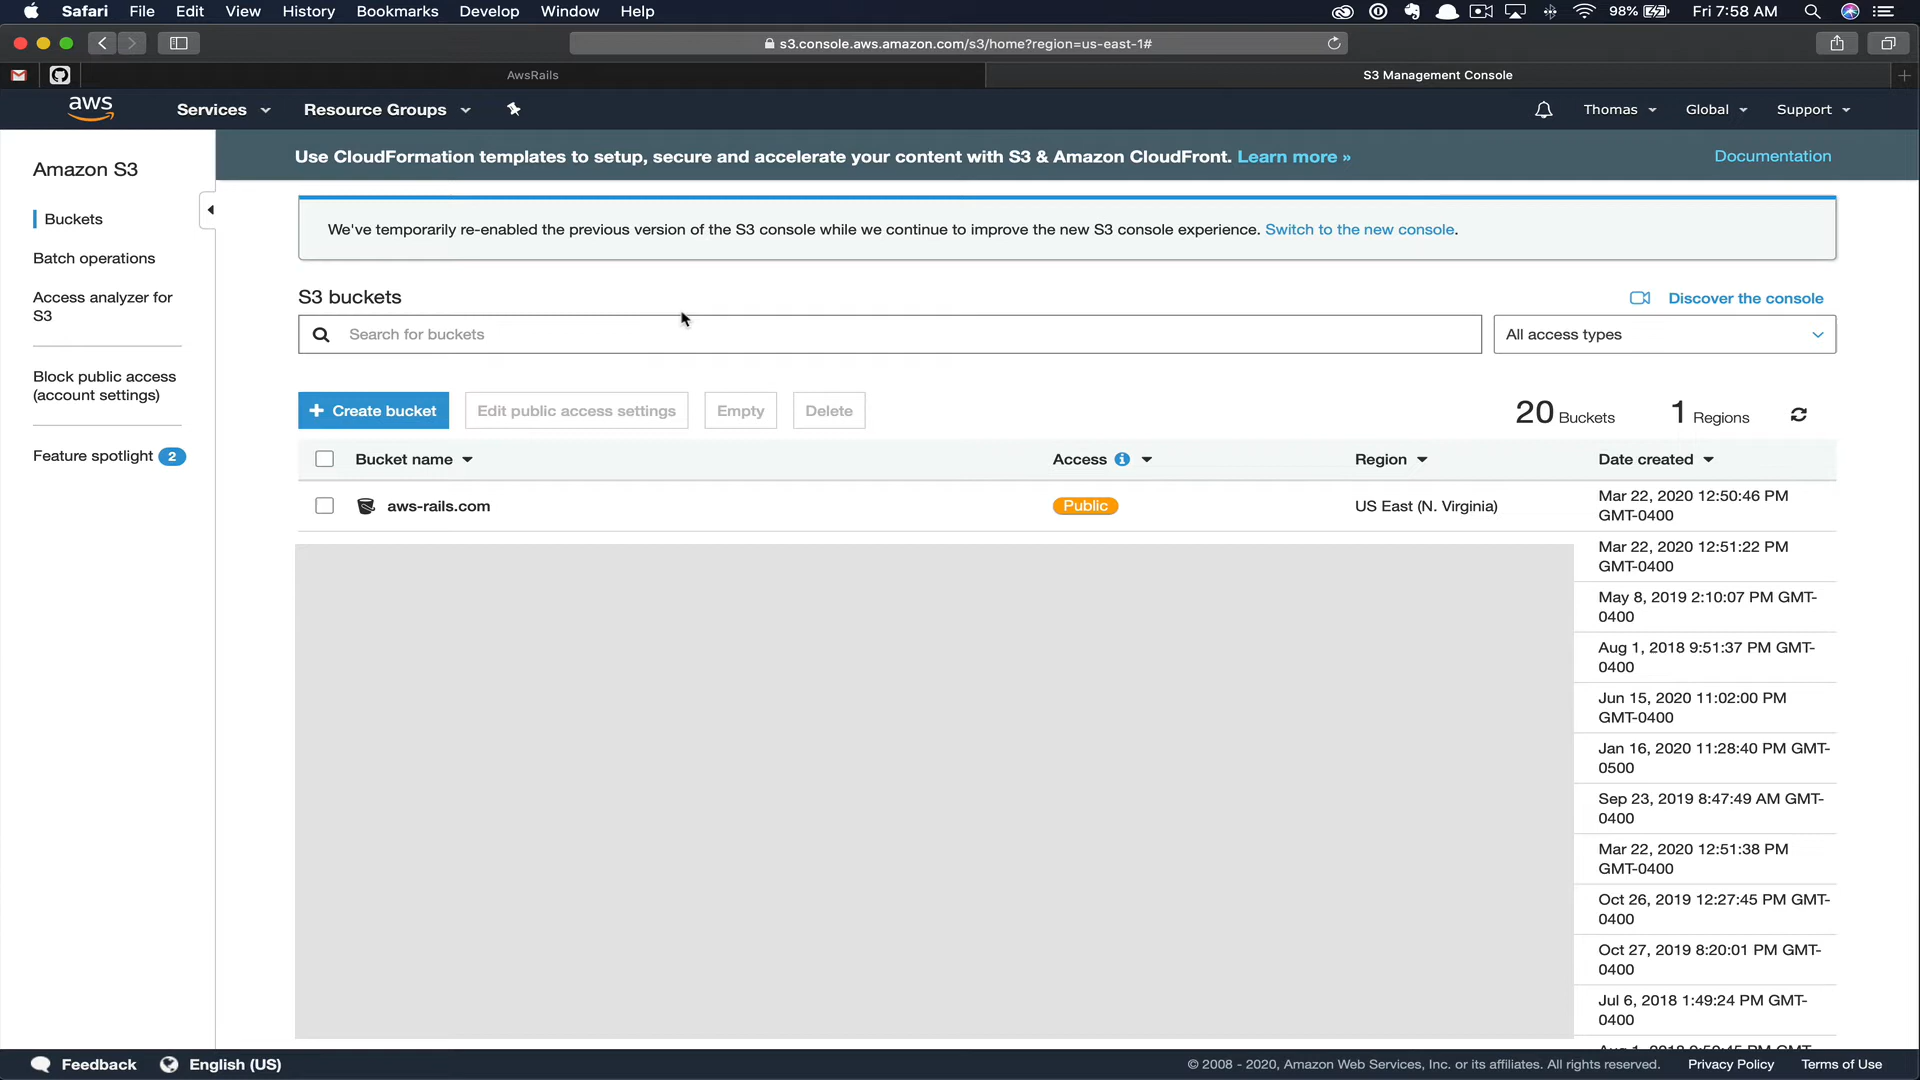 Safari File Edit View History Bookmarks Develop Window Help 98% Fri 7:58 AM
s3.console.aws.amazon.com/s3/home?region=us-east-1#
AwsRails S3 Management Console
aws Services Resource Groups Thomas Global Support
Amazon S3
Buckets
Batch operations
Access analyzer for
S3
Block public access
(account settings)
Feature spotlight 2
Use CloudFormation templates to setup, secure and accelerate your content with S3 & Amazon CloudFront. Learn more » Documentation
We've temporarily re-enabled the previous version of the S3 console while we continue to improve the new S3 console experience. Switch to the new console.
S3 buckets Discover the console
Search for buckets All access types
+ Create bucket Edit public access settings Empty Delete 20 Buckets 1 Regions
Bucket name Access Region Date created
aws-rails.com Public US East (N. Virginia) Mar 22, 2020 12:50:46 PM
GMT-0400
Mar 22, 2020 12:51:22 PM
GMT-0400
May 8, 2019 2:10:07 PM GMT-
0400
Aug 1, 2018 9:51:37 PM GMT-
0400
Jun 15, 2020 11:02:00 PM
GMT-0400
Jan 16, 2020 11:28:40 PM GMT-
0500
Sep 23, 2019 8:47:49 AM GMT-
0400
Mar 22, 2020 12:51:38 PM
GMT-0400
Oct 26, 2019 12:27:45 PM GMT-
0400
Oct 27, 2019 8:20:01 PM GMT-
0400
Jul 6, 2018 1:49:24 PM GMT-
0400
Feedback English (US) © 2008 - 2020, Amazon Web Services, Inc. or its affiliates. All rights reserved. Privacy Policy Terms of Use